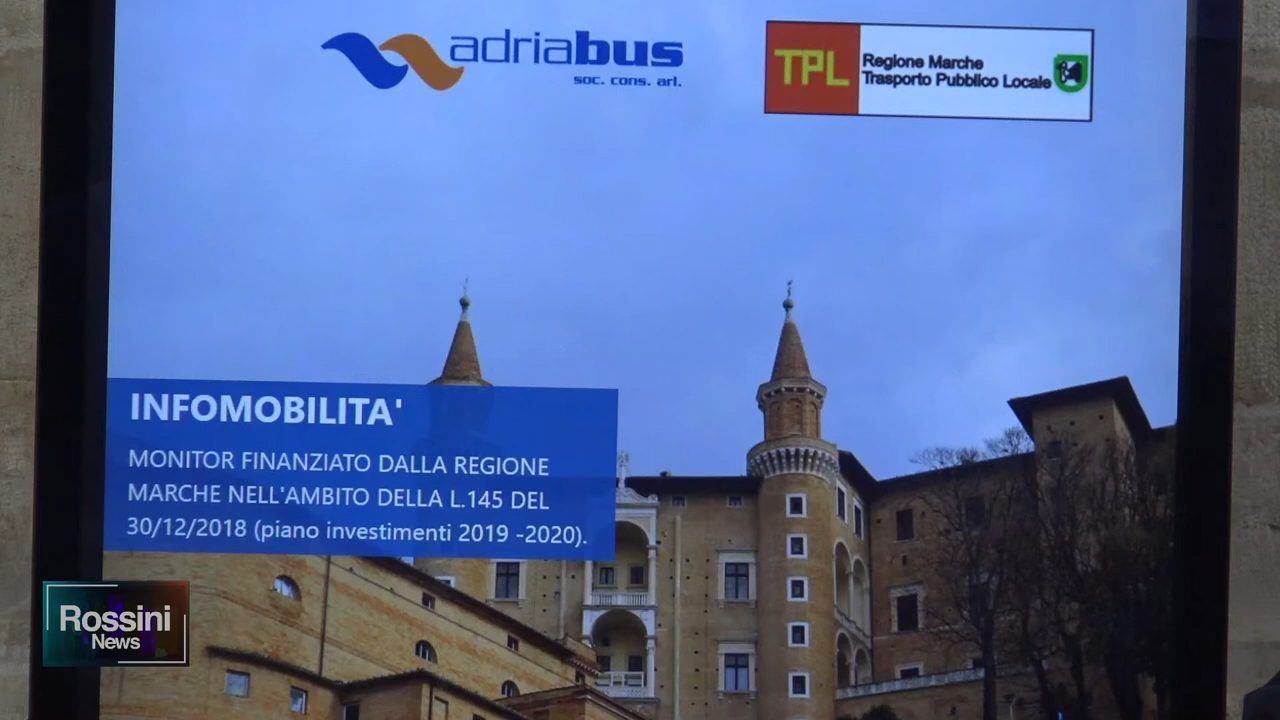 adriabus
soc. cons. arl.
TPL
Regione Marche
Trasporto Pubblico Locale
INFOMOBILITA'
MONITOR FINANZIATO DALLA REGIONE
MARCHE NELL'AMBITO DELLA L.145 DEL
30/12/2018 (piano investimenti 2019 -2020).
Rossini
News